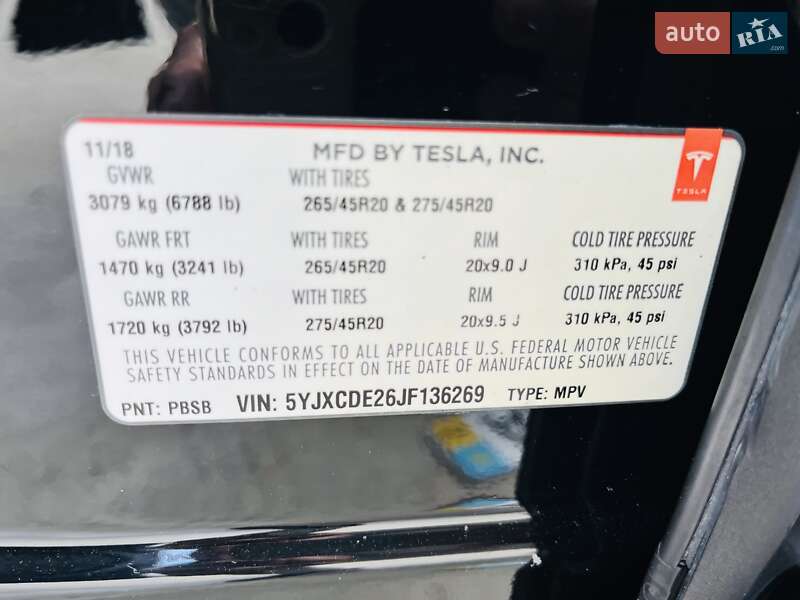 auto RIA.com
11/18 MFD BY TESLA, INC.
TESLA
GVWR WITH TIRES
3079 kg (6788 lb) 265/45R20 & 275/45R20
GAWR FRT WITH TIRES RIM COLD TIRE PRESSURE
1470 kg (3241 lb) 265/45R20 20x9.0 J 310 kPa, 45 psi
GAWR RR WITH TIRES RIM COLD TIRE PRESSURE
1720 kg (3792 lb) 275/45R20 20x9.5 J 310 kPa, 45 psi
THIS VEHICLE CONFORMS TO ALL APPLICABLE U.S. FEDERAL MOTOR VEHICLE
SAFETY STANDARDS IN EFFECT ON THE DATE OF MANUFACTURE SHOWN ABOVE.
PNT: PBSB VIN: 5YJXCDE26JF136269 TYPE: MPV